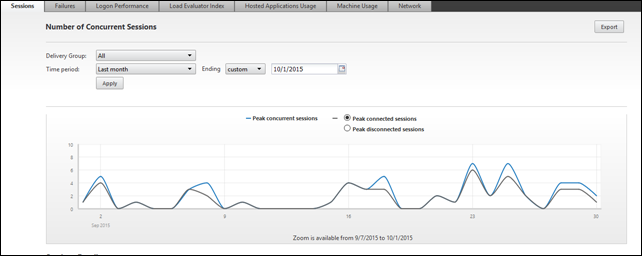 Sessions Failures Logon Performance Load Evaluator Index Hosted Applications Usage Machine Usage Network
Number of Concurrent Sessions
Export
Delivery Group: All
Time period: Last month Ending custom 10/1/2015
Apply
Peak concurrent sessions Peak connected sessions
Peak disconnected sessions
10
8
6
4
2
0
2 9 16 23 30
Sep 2015
Zoom is available from 9/7/2015 to 10/1/2015